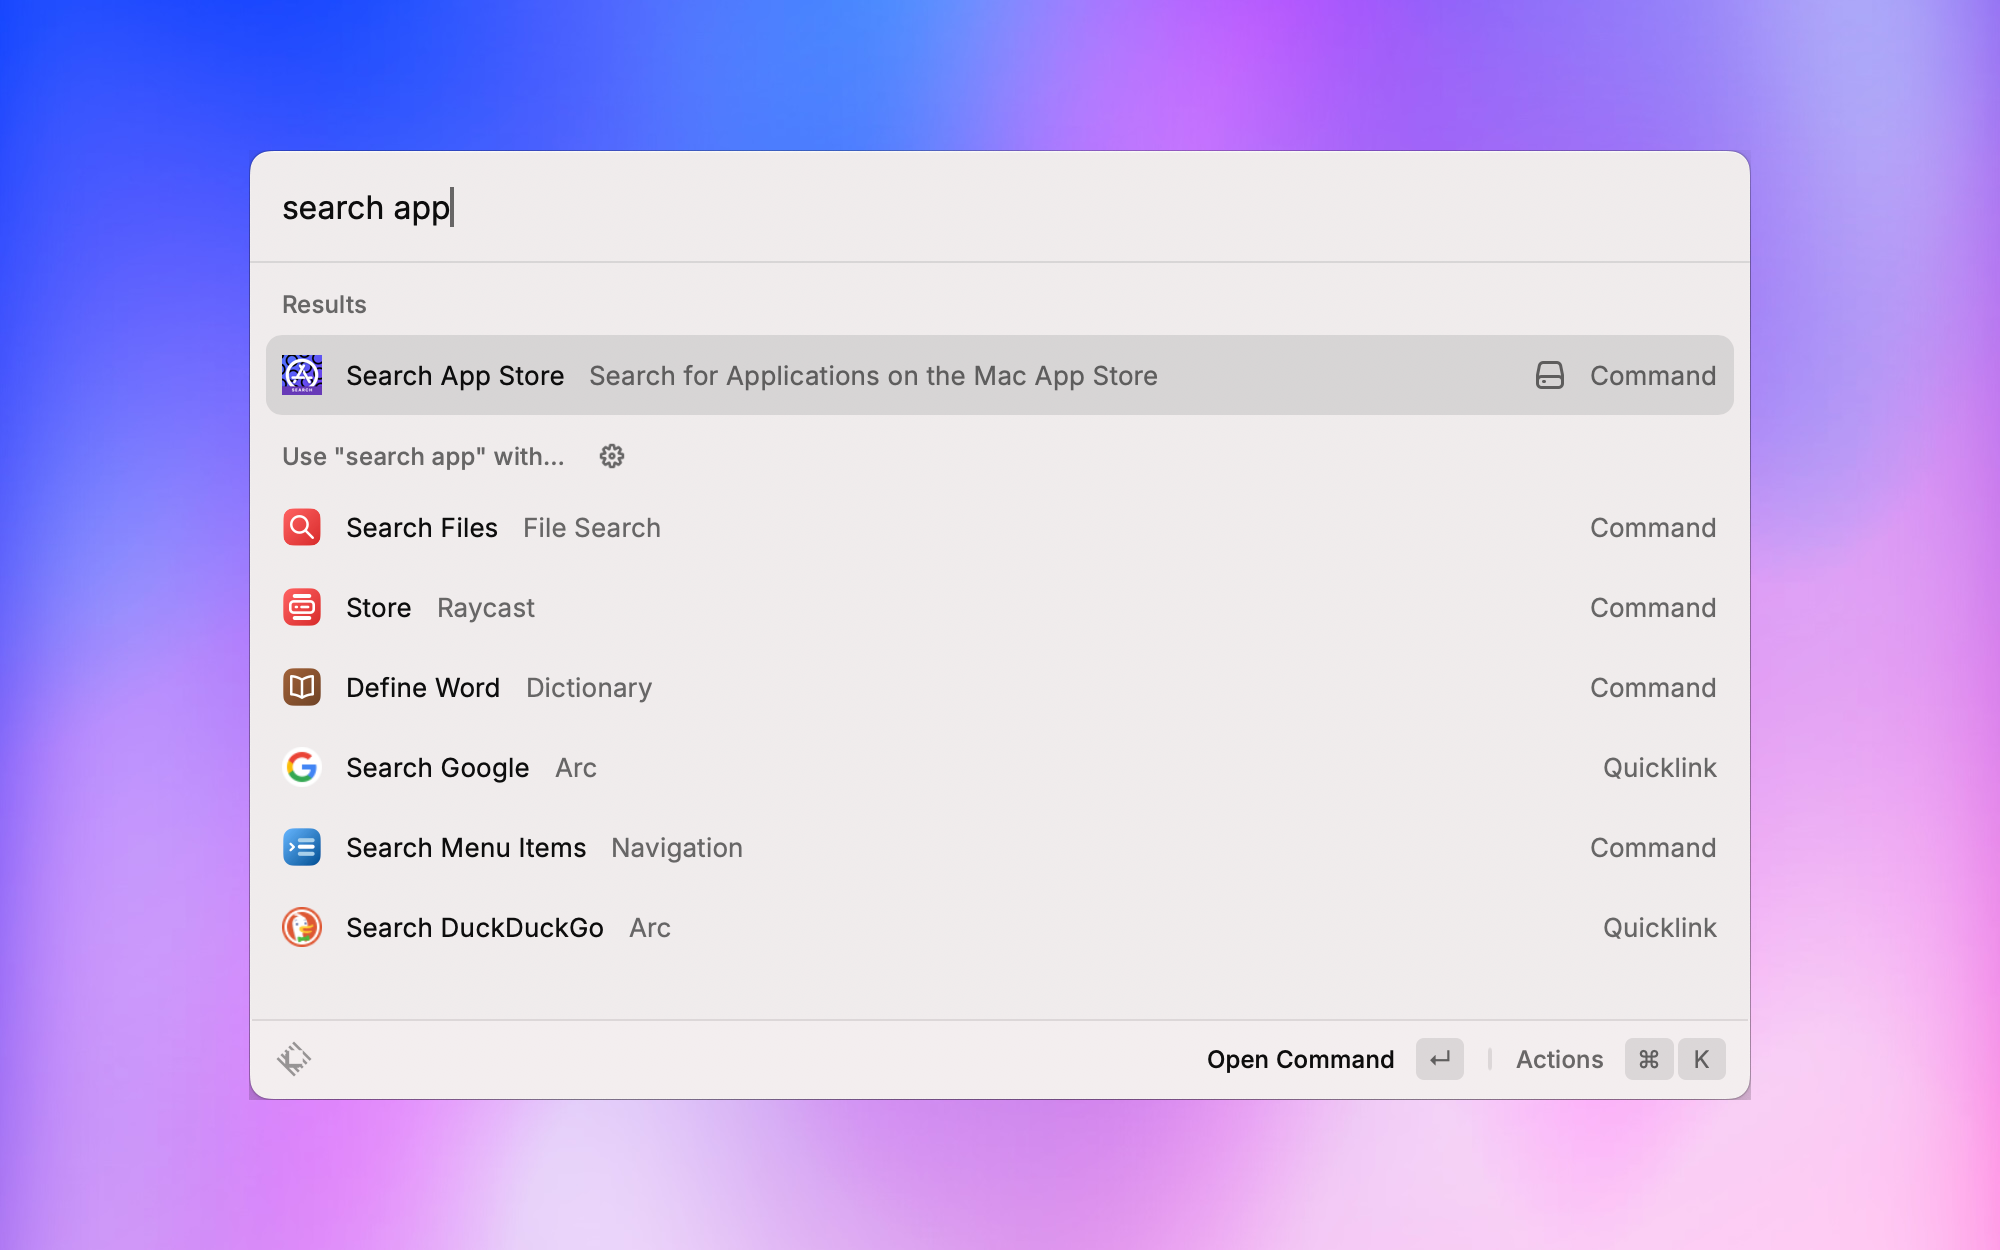 search app
Results
Search App Store Search for Applications on the Mac App Store Command
Use "search app" with...
Search Files File Search Command
Store Raycast Command
Define Word Dictionary Command
Search Google Arc Quicklink
Search Menu Items Navigation Command
Search DuckDuckGo Arc Quicklink
Open Command ↵ Actions ⌘ K